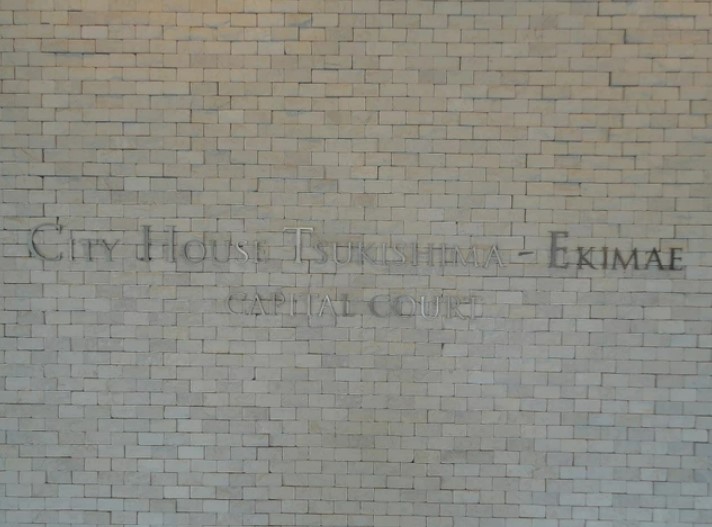 CITY HOUSE TSUKISHIMA - EKIMAE
CAPITAL COURT